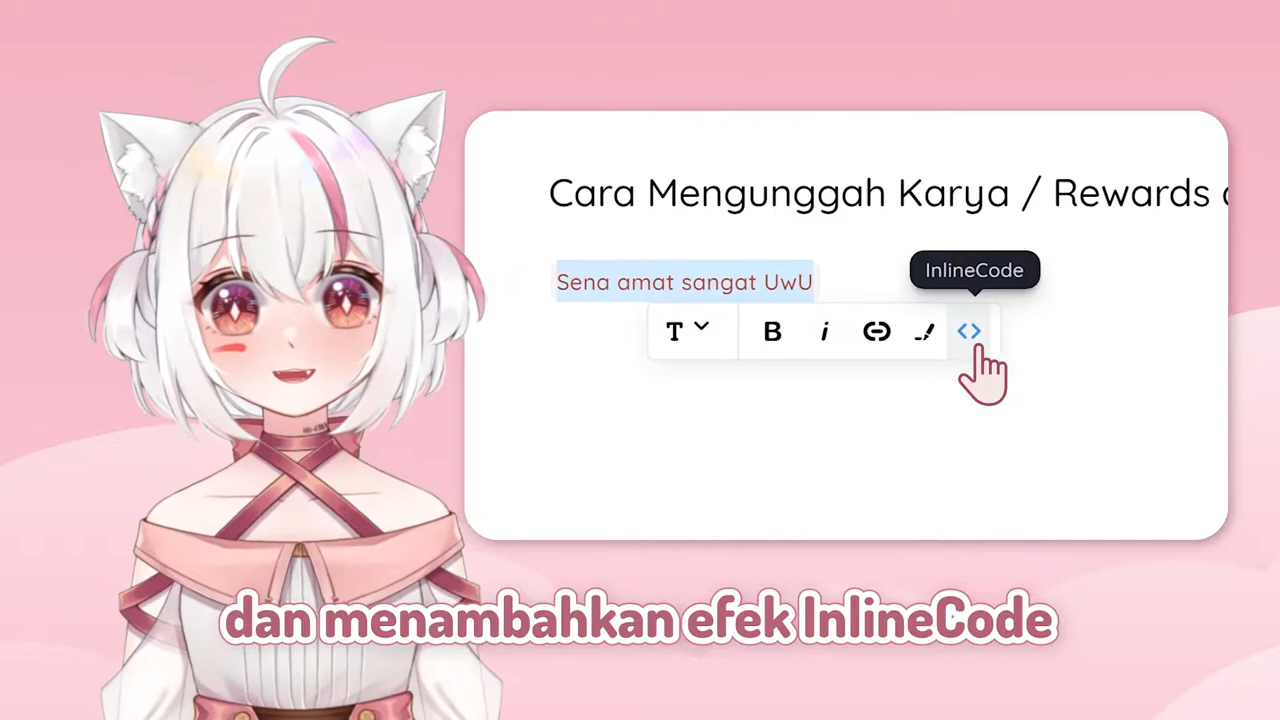 Cara Mengunggah Karya / Rewards
InlineCode
Sena amat sangat UwU
T B i
dan menambahkan efek InlineCode